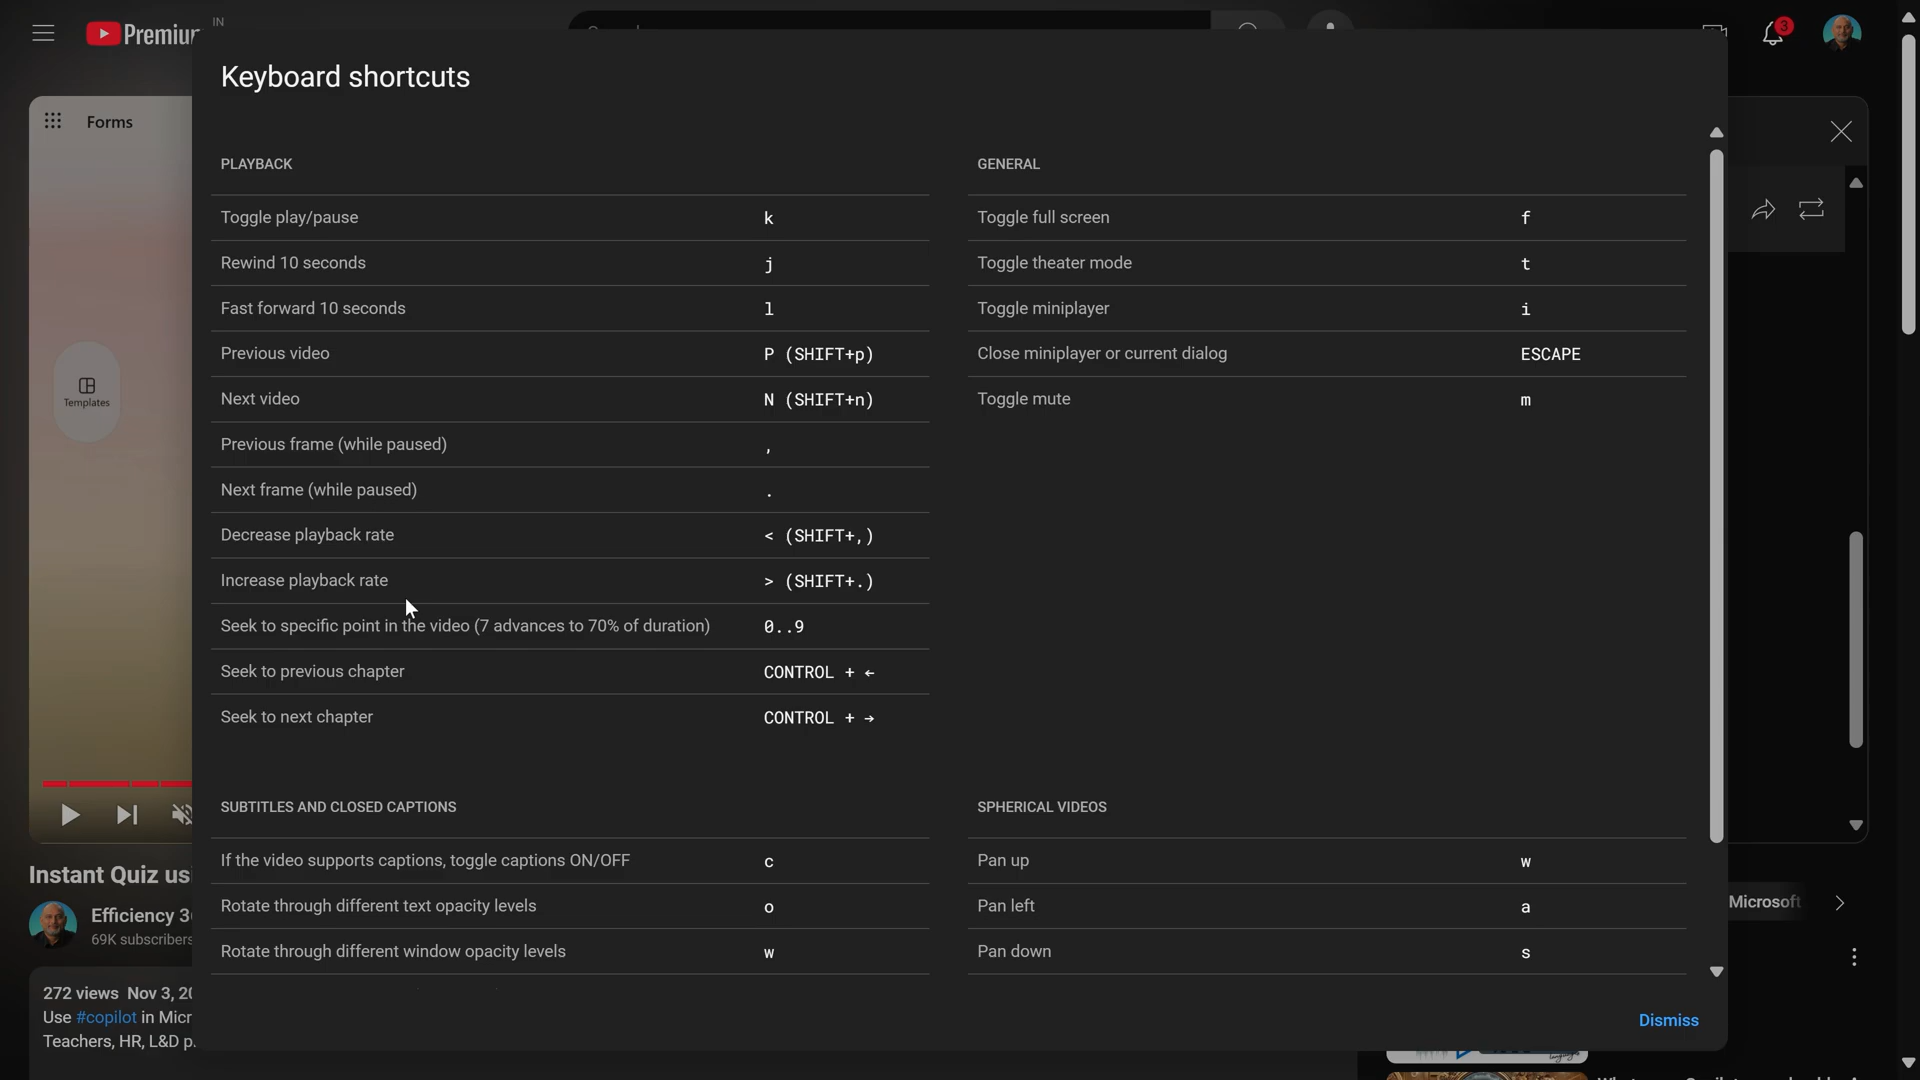 Premium
IN
3
Keyboard shortcuts
Forms
Templates
PLAYBACK
Toggle play/pause k
Rewind 10 seconds j
Fast forward 10 seconds l
Previous video P (SHIFT+p)
Next video N (SHIFT+n)
Previous frame (while paused) ,
Next frame (while paused) .
Decrease playback rate < (SHIFT+,)
Increase playback rate > (SHIFT+.)
Seek to specific point in the video (7 advances to 70% of duration) 0..9
Seek to previous chapter CONTROL + ←
Seek to next chapter CONTROL + →
GENERAL
Toggle full screen f
Toggle theater mode t
Toggle miniplayer i
Close miniplayer or current dialog ESCAPE
Toggle mute m
SUBTITLES AND CLOSED CAPTIONS
If the video supports captions, toggle captions ON/OFF c
Rotate through different text opacity levels o
Rotate through different window opacity levels w
SPHERICAL VIDEOS
Pan up w
Pan left a
Pan down s
Dismiss
Instant Quiz us
Efficiency 3
69K subscribers
272 views Nov 3, 20
Use #copilot in Micr
Teachers, HR, L&D p
Microsoft